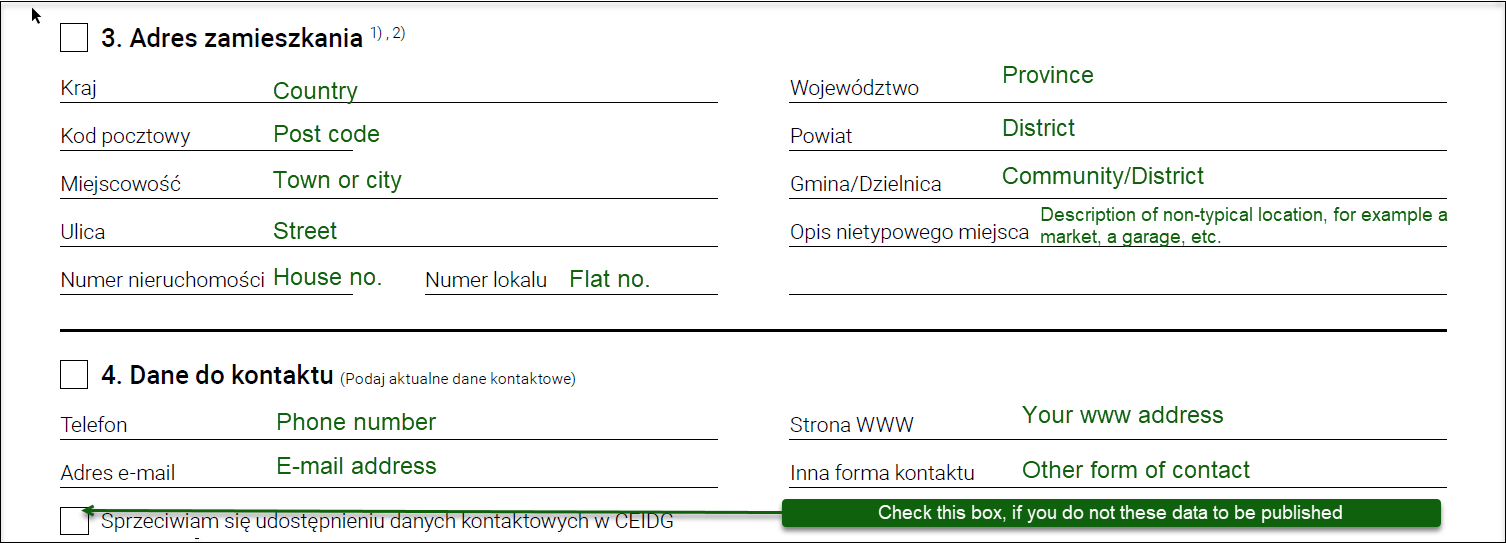 3. Adres zamieszkania 1) , 2)
Kraj Country
Województwo Province
Kod pocztowy Post code
Powiat District
Miejscowość Town or city
Gmina/Dzielnica Community/District
Ulica Street
Opis nietypowego miejsca Description of non-typical location, for example a
market, a garage, etc.
Numer nieruchomości House no. Numer lokalu Flat no.
4. Dane do kontaktu (Podaj aktualne dane kontaktowe)
Telefon Phone number
Strona WWW Your www address
Adres e-mail E-mail address
Inna forma kontaktu Other form of contact
Sprzeciwiam się udostępnieniu danych kontaktowych w CEIDG
Check this box, if you do not these data to be published